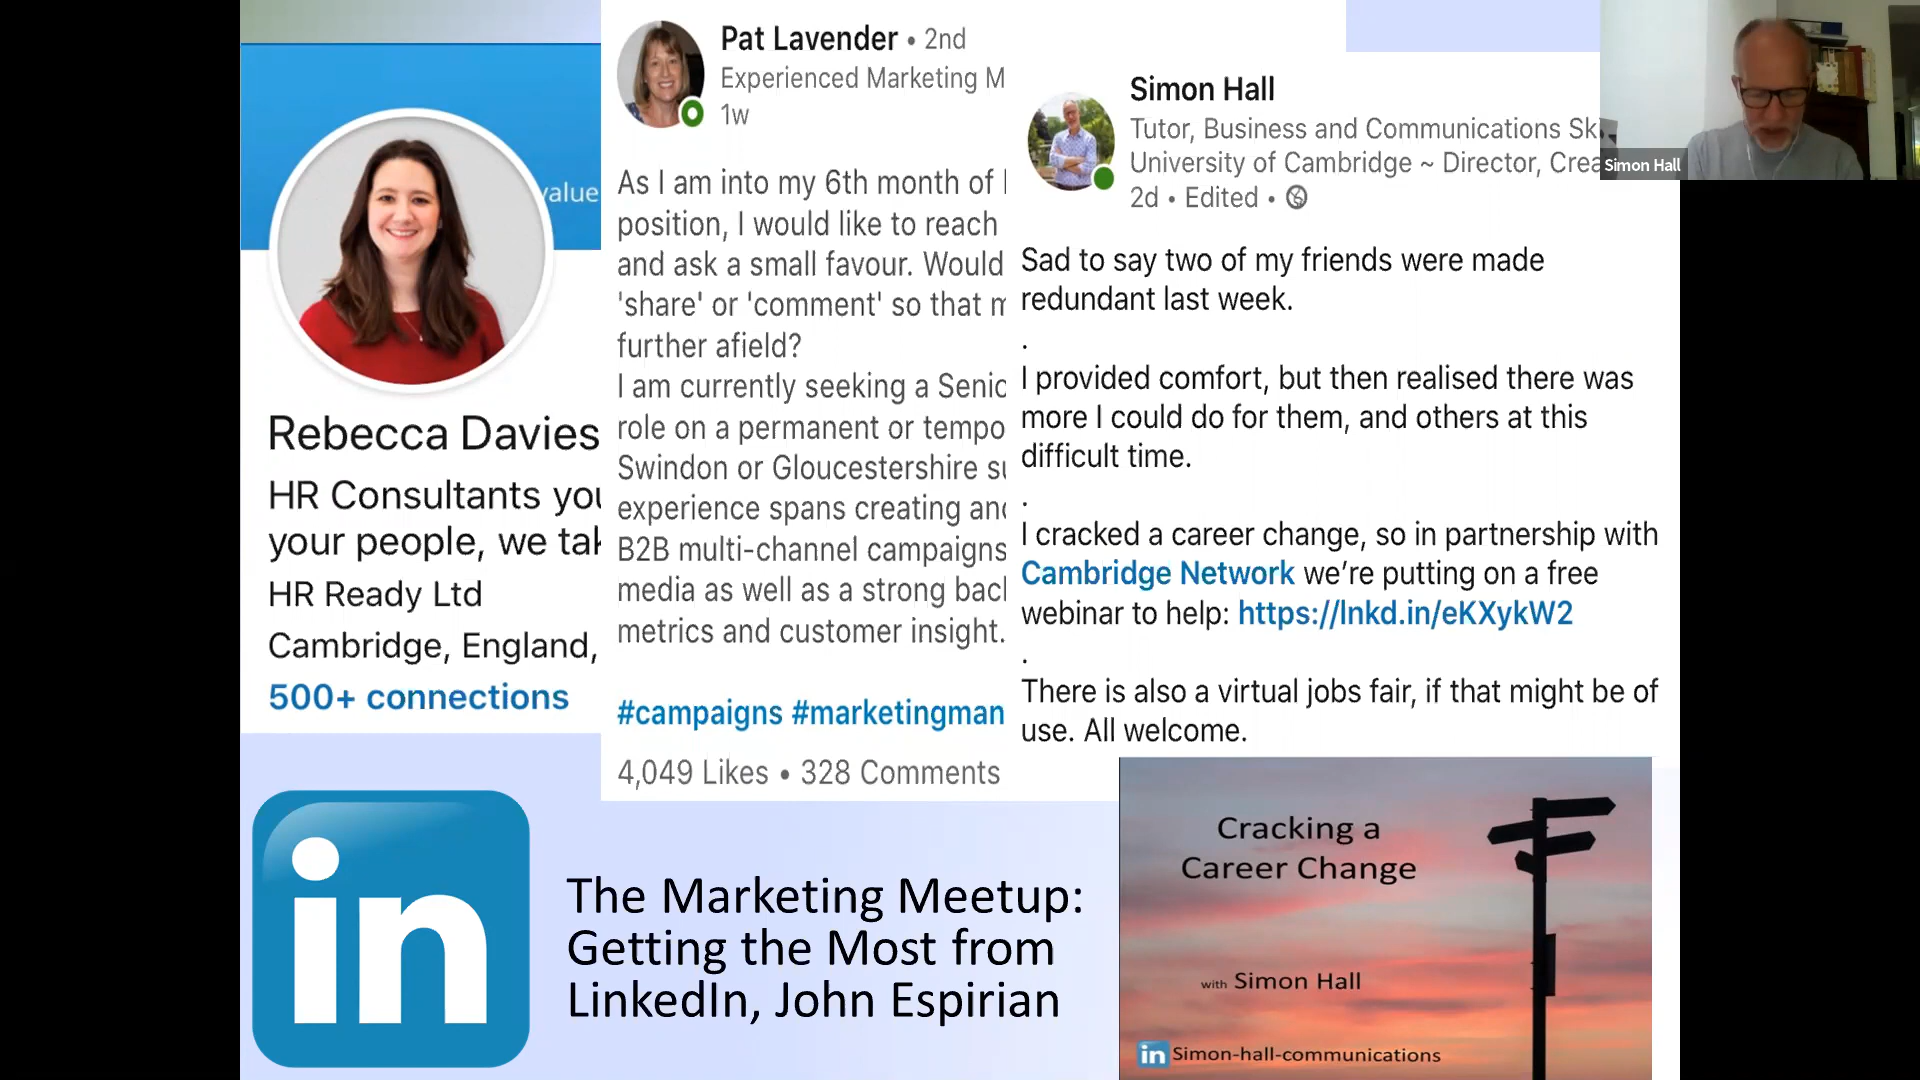 value
Rebecca Davies
HR Consultants you
your people, we tak
HR Ready Ltd
Cambridge, England,
500+ connections
Pat Lavender • 2nd
Experienced Marketing M
1w
As I am into my 6th month of
position, I would like to reach
and ask a small favour. Would
'share' or 'comment' so that m
further afield?
I am currently seeking a Senio
role on a permanent or tempo
Swindon or Gloucestershire su
experience spans creating and
B2B multi-channel campaigns
media as well as a strong bac
metrics and customer insight.
#campaigns #marketingman
4,049 Likes • 328 Comments
Simon Hall
Tutor, Business and Communications Sk
University of Cambridge ~ Director, Crea
2d • Edited •
Sad to say two of my friends were made
redundant last week.
.
I provided comfort, but then realised there was
more I could do for them, and others at this
difficult time.
.
I cracked a career change, so in partnership with
Cambridge Network we're putting on a free
webinar to help: https://lnkd.in/eKXykW2
.
There is also a virtual jobs fair, if that might be of
use. All welcome.
Simon Hall
in
The Marketing Meetup:
Getting the Most from
LinkedIn, John Espirian
Cracking a
Career Change
with Simon Hall
in Simon-hall-communications